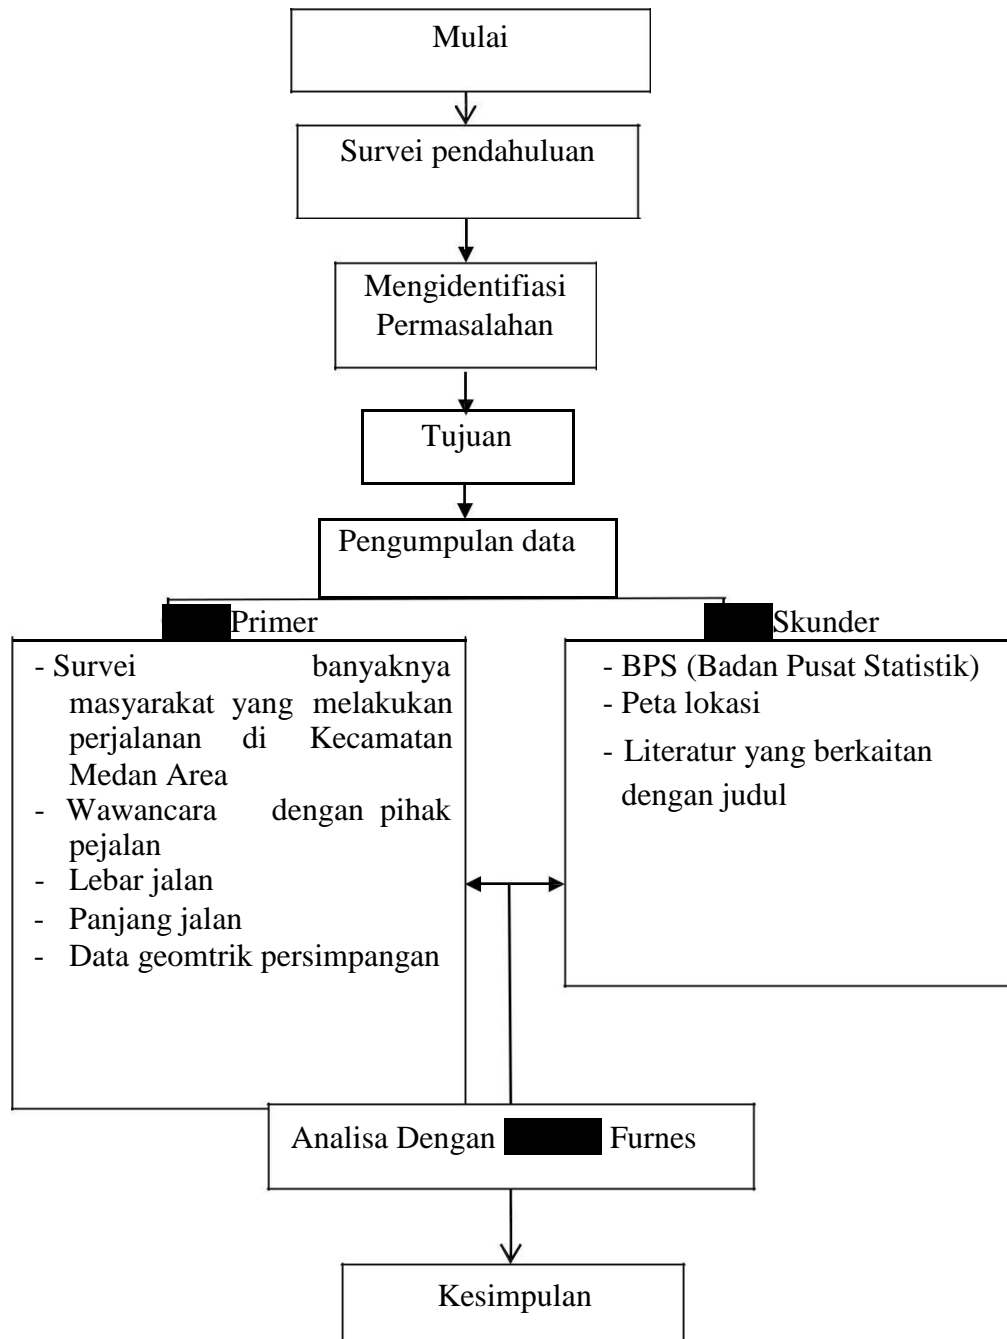 Mulai
Survei pendahuluan
Mengidentifiasi
Permasalahan
Tujuan
Pengumpulan data
Primer
- Survei banyaknya
masyarakat yang melakukan
perjalanan di Kecamatan
Medan Area
- Wawancara dengan pihak
pejalan
- Lebar jalan
- Panjang jalan
- Data geomtrik persimpangan
Skunder
- BPS (Badan Pusat Statistik)
- Peta lokasi
- Literatur yang berkaitan
dengan judul
Analisa Dengan Furnes
Kesimpulan